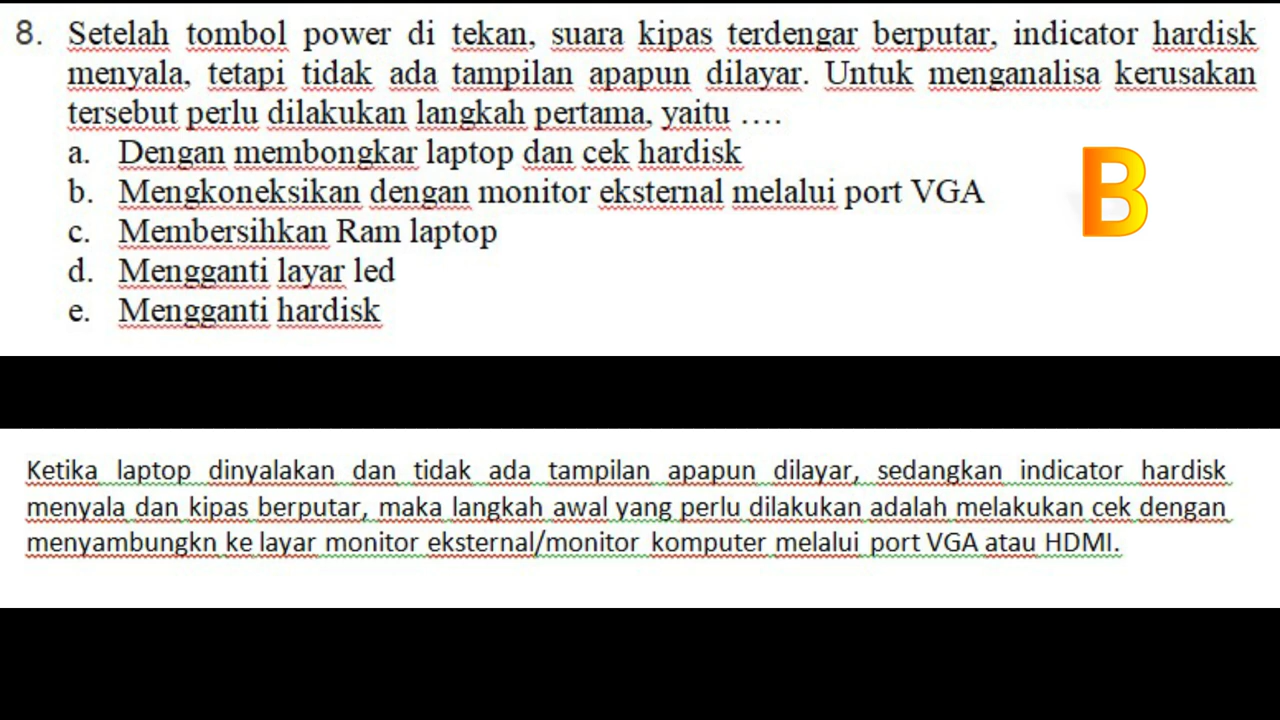 8. Setelah tombol power di tekan, suara kipas terdengar berputar, indicator hardisk
menyala, tetapi tidak ada tampilan apapun dilayar. Untuk menganalisa kerusakan
tersebut perlu dilakukan langkah pertama, yaitu ….
a. Dengan membongkar laptop dan cek hardisk
b. Mengkoneksikan dengan monitor eksternal melalui port VGA
c. Membersihkan Ram laptop
d. Mengganti layar led
e. Mengganti hardisk
B
Ketika laptop dinyalakan dan tidak ada tampilan apapun dilayar, sedangkan indicator hardisk
menyala dan kipas berputar, maka langkah awal yang perlu dilakukan adalah melakukan cek dengan
menyambungkn ke layar monitor eksternal/monitor komputer melalui port VGA atau HDMI.